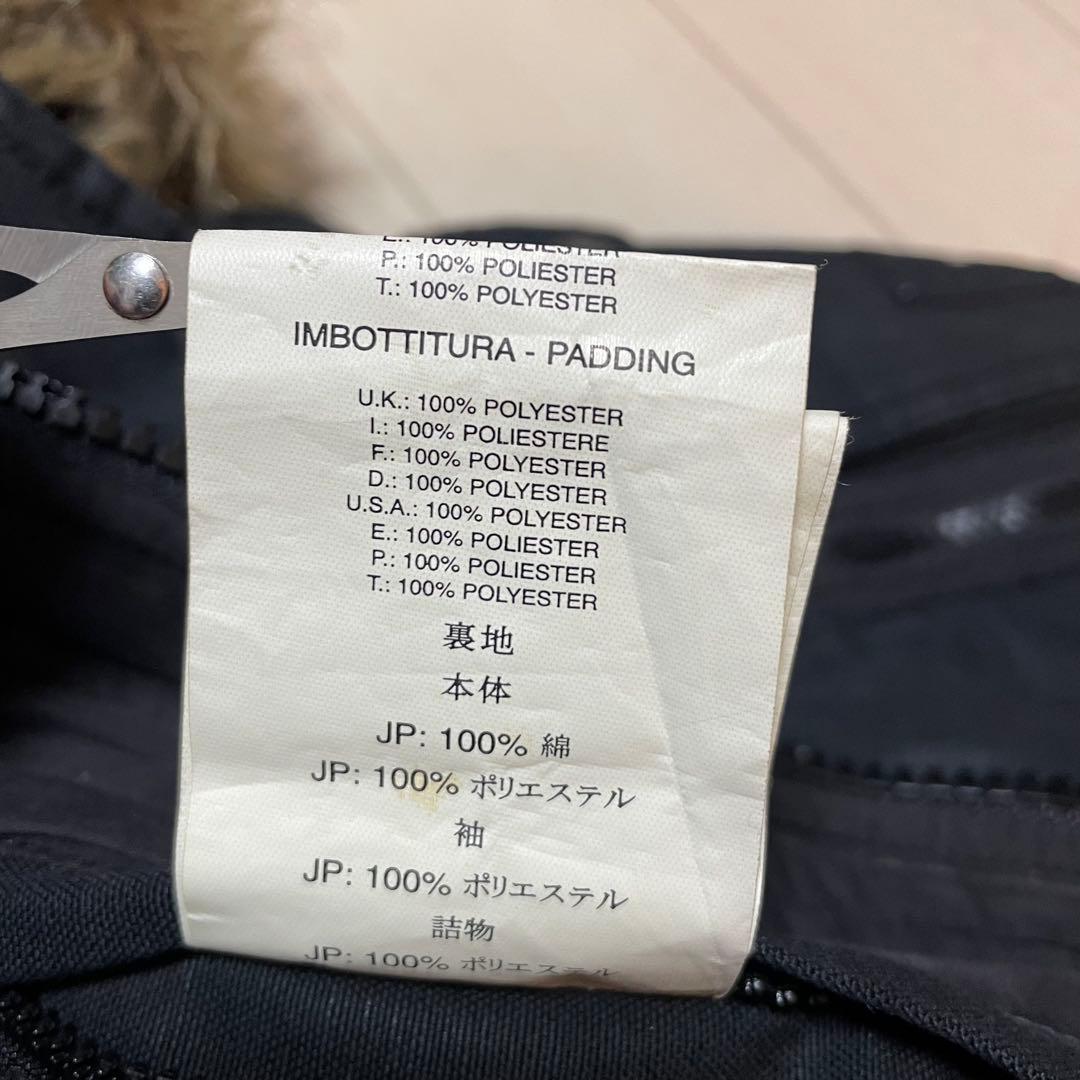 E.: 100% POLIESTER
P.: 100% POLIESTER
T.: 100% POLYESTER
IMBOTTITURA - PADDING
U.K.: 100% POLYESTER
I.: 100% POLIESTERE
F.: 100% POLYESTER
D.: 100% POLYESTER
U.S.A.: 100% POLYESTER
E.: 100% POLIESTER
P.: 100% POLIESTER
T.: 100% POLYESTER
裏地
本体
JP: 100% 綿
JP: 100% ポリエステル
袖
JP: 100% ポリエステル
詰物
JP: 100% ポリエステル